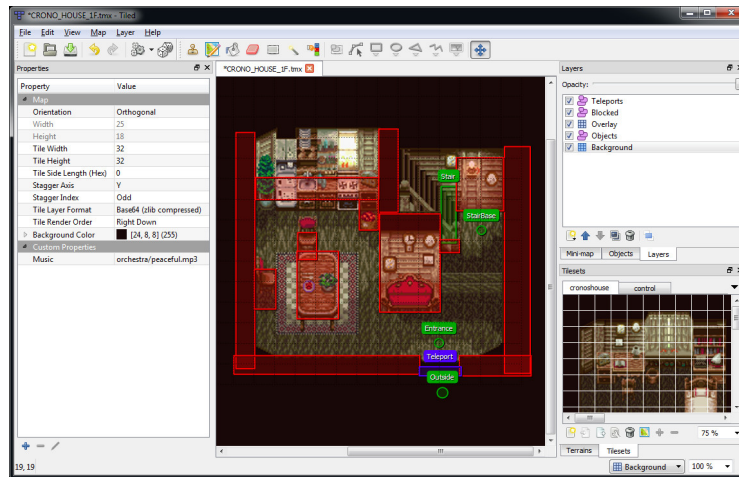 *CRONO_HOUSE_1F.tmx - Tiled
File Edit View Map Layer Help
Properties
*CRONO_HOUSE_1F.tmx
Layers
Property Value
Opacity:
Map
Orientation Orthogonal
Width 25
Height 18
Tile Width 32
Tile Height 32
Tile Side Length (Hex) 0
Stagger Axis Y
Stagger Index Odd
Tile Layer Format Base64 (zlib compressed)
Tile Render Order Right Down
Background Color [24, 8, 8] (255)
Custom Properties
Music orchestra/peaceful.mp3
Stair
StairBase
Entrance
Teleport
Outside
Teleports
Blocked
Overlay
Objects
Background
Mini-map Objects Layers
Tilesets
cronoshouse control
75 %
Terrains Tilesets
19, 19
Background 100 %